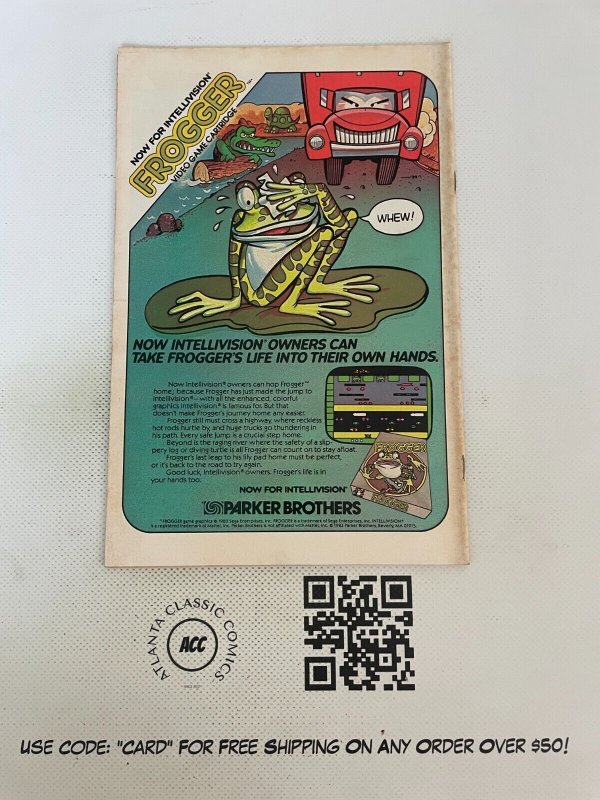 NOW FOR INTELLIVISION®
FROGGER™
VIDEO GAME CARTRIDGE
WHEW!
NOW INTELLIVISION® OWNERS CAN
TAKE FROGGER'S LIFE INTO THEIR OWN HANDS.
Now Intellivision® owners can hop Frogger™
home; because Frogger has just made the jump to
Intellivision®—with all the enhanced, colorful
graphics Intellivision® is famous for. But that
doesn't make Frogger's journey home any easier.
Frogger still must cross a highway, where reckless
hot rods hurtle by, and huge trucks go thundering in
his path. Every safe jump is a crucial step home.
Beyond is the raging river where the safety of a slip-
pery log or diving turtle is all Frogger can count on to stay afloat.
Frogger's last leap to his lily pad home must be perfect,
or it's back to the road to try again.
Good luck, Intellivision® owners. Frogger's life is in
your hands too.
FROGGER
NOW FOR INTELLIVISION®
PARKER BROTHERS
ATLANTA CLASSIC COMICS
ACC
USE CODE: "CARD" FOR FREE SHIPPING ON ANY ORDER OVER $50!